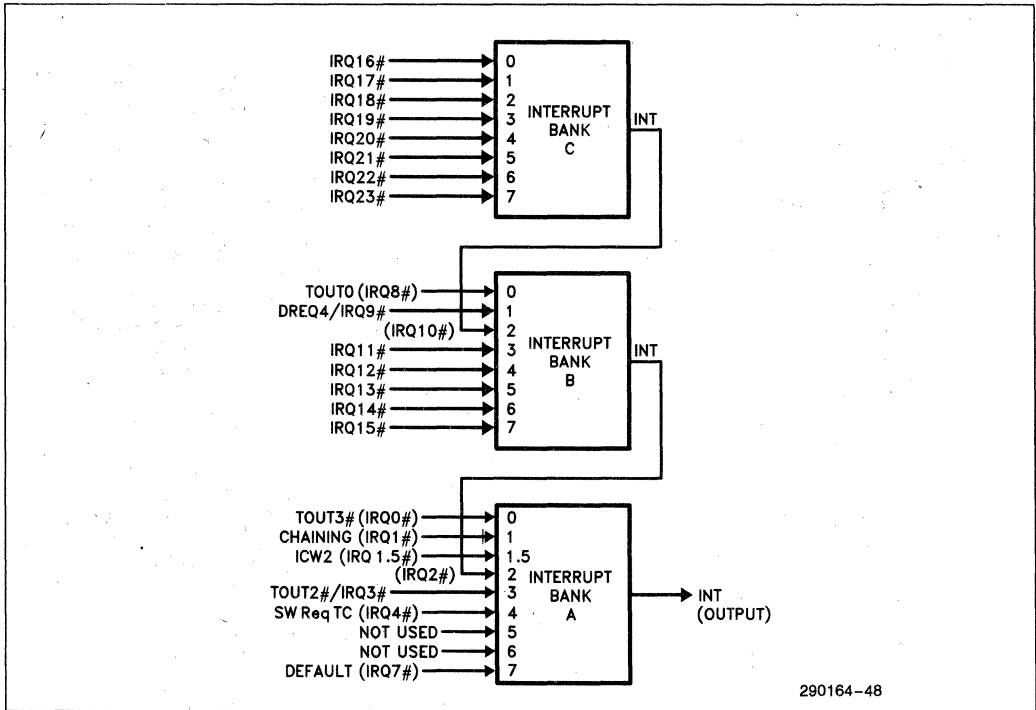 IRQ16# 0
IRQ17# 1
IRQ18# 2
IRQ19# 3
IRQ20# 4
IRQ21# 5
IRQ22# 6
IRQ23# 7
INTERRUPT
BANK
C
INT
TOUT0 (IRQ8#) 0
DREQ4/IRQ9# 1
(IRQ10#) 2
IRQ11# 3
IRQ12# 4
IRQ13# 5
IRQ14# 6
IRQ15# 7
INTERRUPT
BANK
B
INT
TOUT3# (IRQ0#) 0
CHAINING (IRQ1#) 1
ICW2 (IRQ 1.5#) 1.5
(IRQ2#) 2
TOUT2#/IRQ3# 3
SW Req TC (IRQ4#) 4
NOT USED 5
NOT USED 6
DEFAULT (IRQ7#) 7
INTERRUPT
BANK
A
INT
(OUTPUT)
290164-48